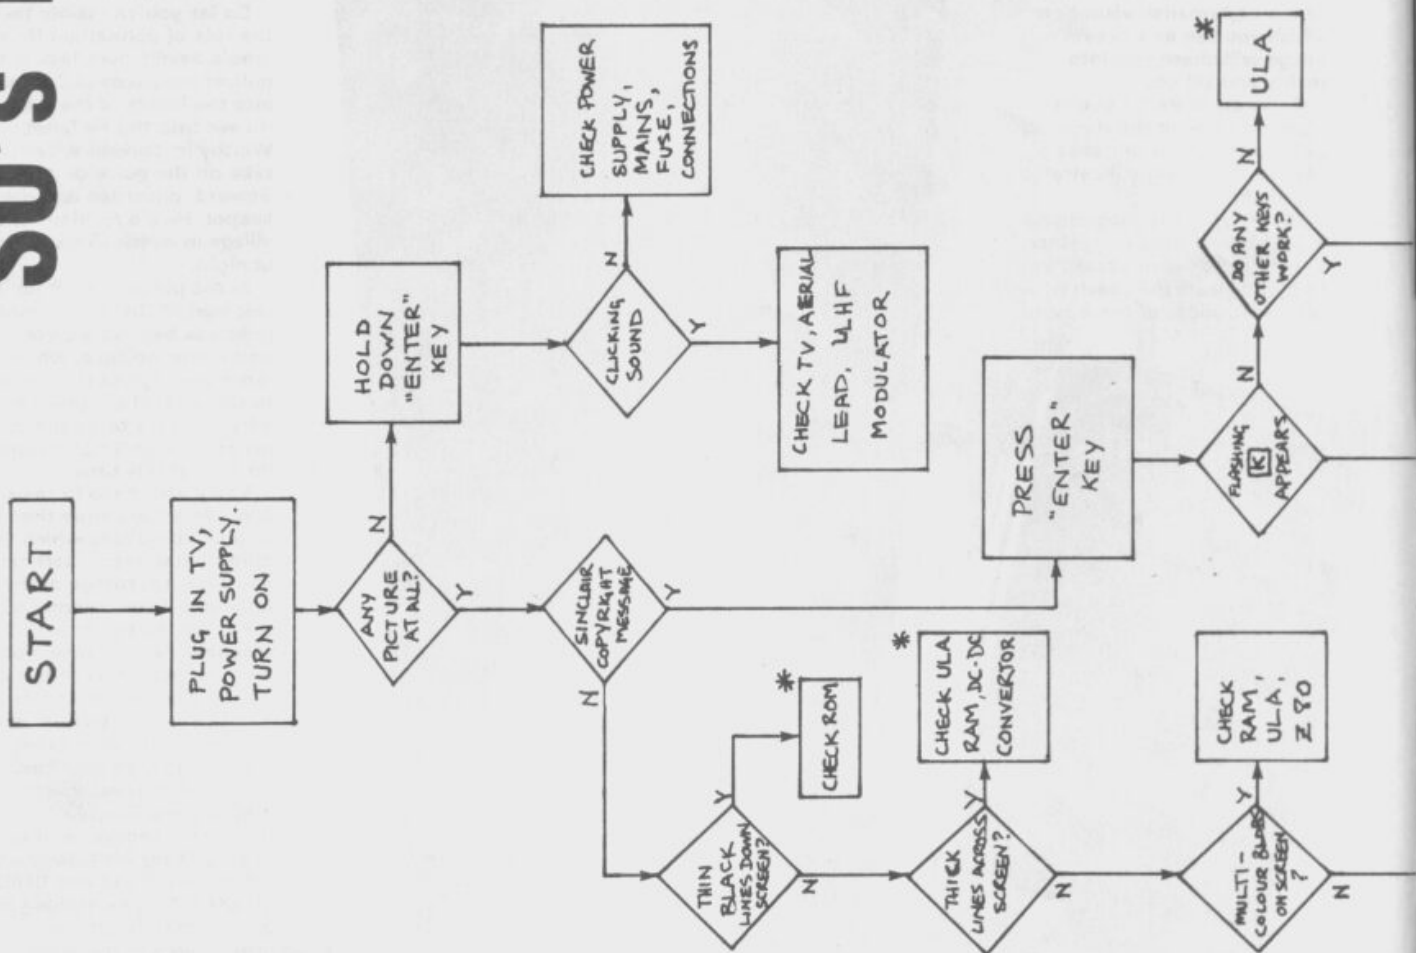 SUS
START
PLUG IN TV,
POWER SUPPLY.
TURN ON
ANY
PICTURE
AT ALL?
N
Y
HOLD
DOWN
"ENTER"
KEY
CLICKING
SOUND
N
Y
CHECK POWER
SUPPLY,
MAINS,
FUSE,
CONNECTIONS
CHECK TV, AERIAL
LEAD, UHF
MODULATOR
SINCLAIR
COPYRIGHT
MESSAGE
N
Y
PRESS
"ENTER"
KEY
FLASHING
K
APPEARS
N
DO ANY
OTHER KEYS
WORK?
N
Y
*
ULA
THIN
BLACK
LINES DOWN
SCREEN?
Y
N
*
CHECK ROM
THICK
LINES ACROSS
SCREEN?
Y
N
*
CHECK ULA
RAM, DC-DC
CONVERTOR
MULTI-
COLOUR BLOBS
ON SCREEN
?
Y
N
CHECK
RAM,
ULA,
Z80